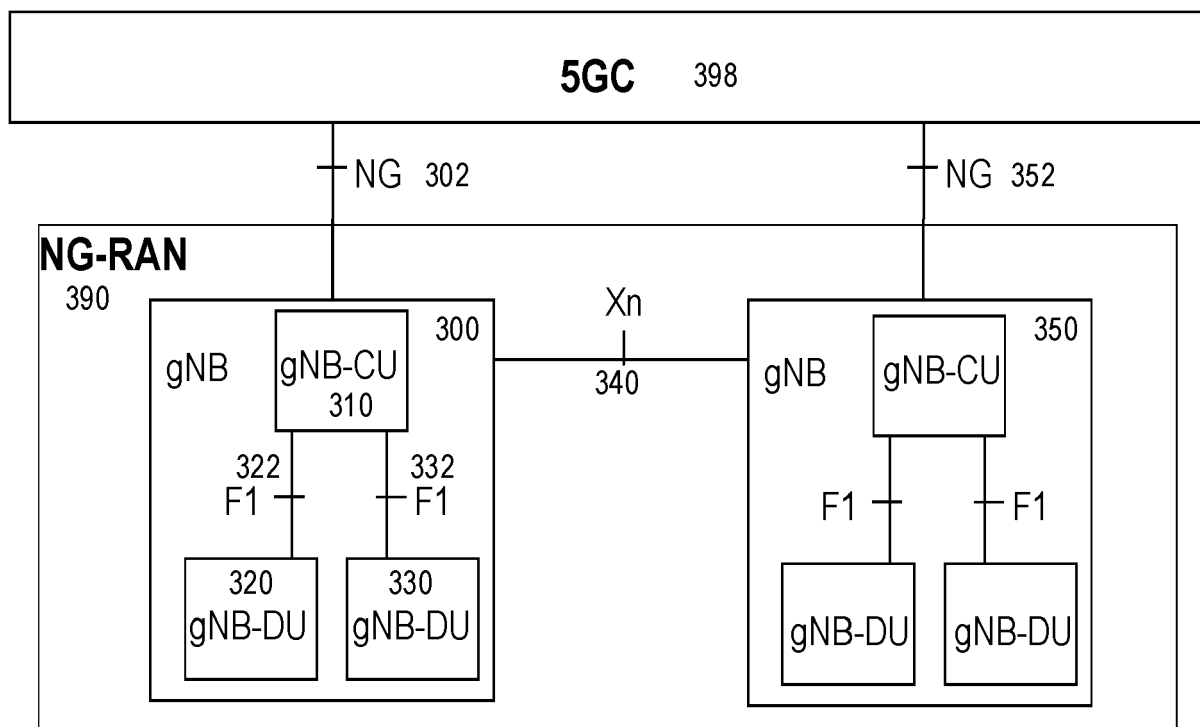 5GC 398
NG 302
NG 352
NG-RAN
390
gNB
300
gNB-CU
310
322
F1
332
F1
320
gNB-DU
330
gNB-DU
Xn
340
350
gNB
gNB-CU
F1
F1
gNB-DU
gNB-DU